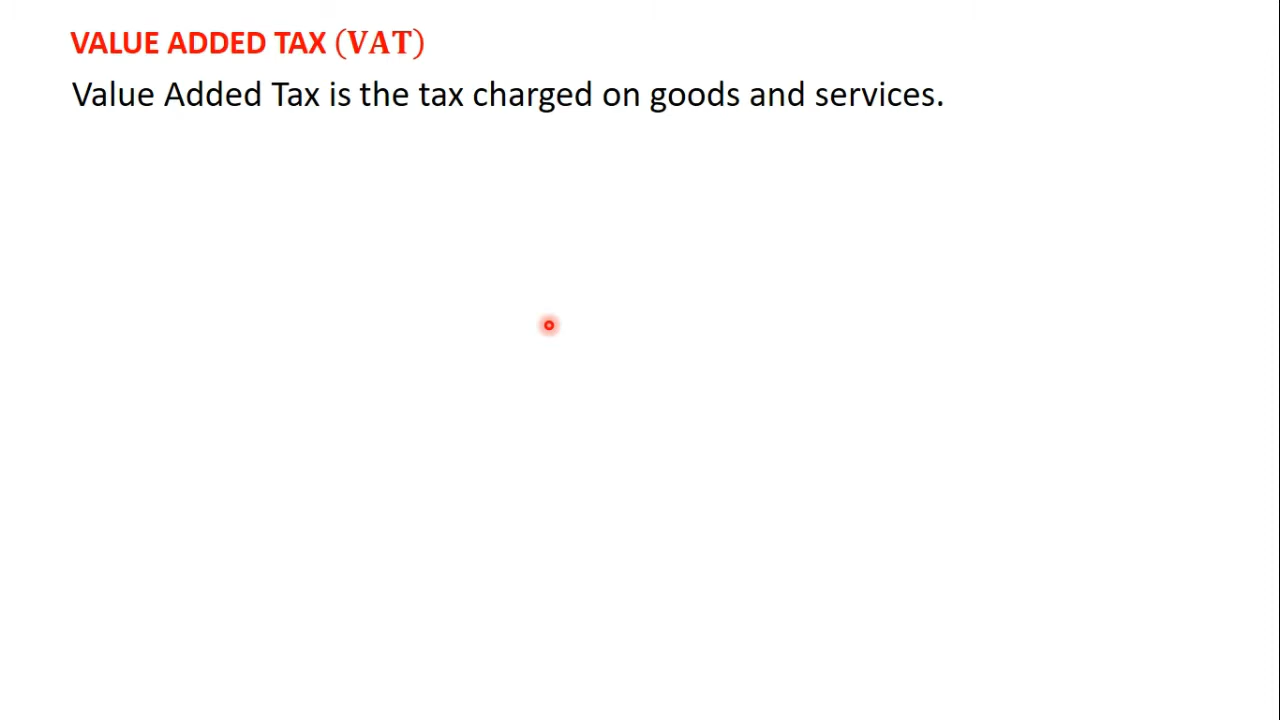 VALUE ADDED TAX (VAT)
Value Added Tax is the tax charged on goods and services.